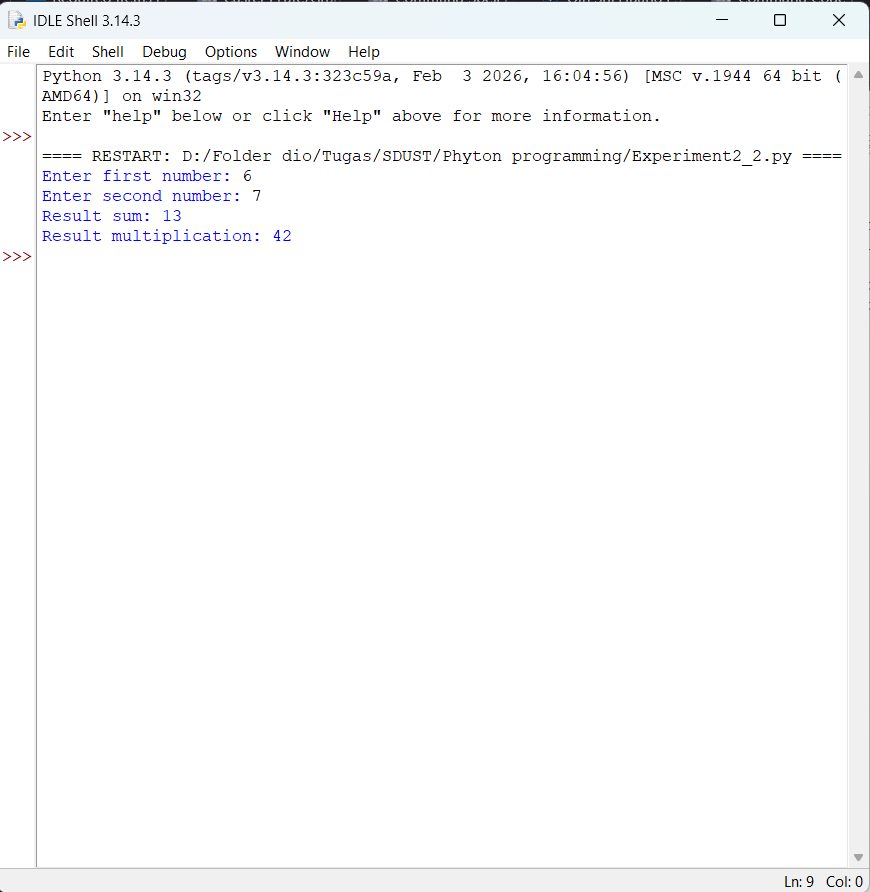 IDLE Shell 3.14.3
File Edit Shell Debug Options Window Help
Python 3.14.3 (tags/v3.14.3:323c59a, Feb  3 2026, 16:04:56) [MSC v.1944 64 bit (
AMD64)] on win32
Enter "help" below or click "Help" above for more information.
>>>
==== RESTART: D:/Folder dio/Tugas/SDUST/Phyton programming/Experiment2_2.py ====
Enter first number: 6
Enter second number: 7
Result sum: 13
Result multiplication: 42
>>>
Ln: 9 Col: 0